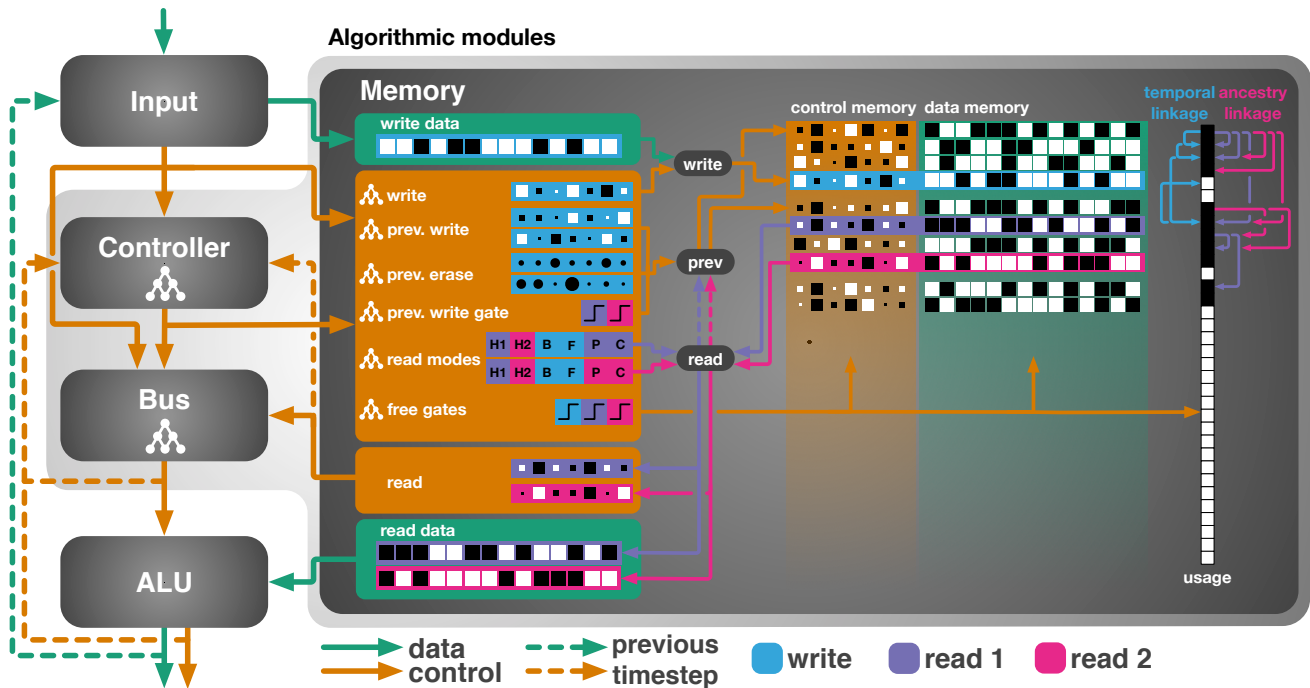 Algorithmic modules
Input
Controller
Bus
ALU
Memory
write data
write
prev. write
prev. erase
prev. write gate
read modes
H1 H2 B F P C
H1 H2 B F P C
free gates
read
read data
write
prev
read
control memory
data memory
temporal
linkage
ancestry
linkage
usage
data
control
previous
timestep
write
read 1
read 2